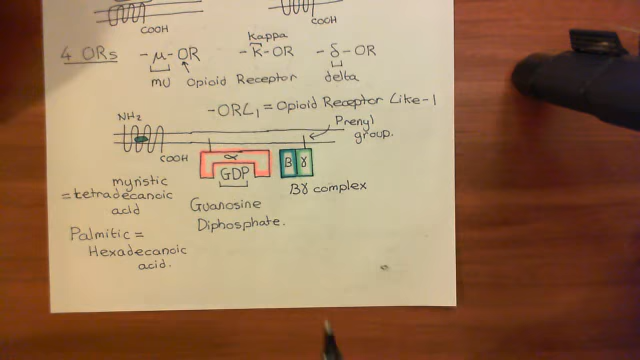 COOH
COOH
4 ORs -μ-OR -K-OR -δ-OR
Kappa
mu Opioid Receptor delta
-ORL1 = Opioid Receptor Like-1
NH2
Prenyl
group.
COOH
α
GDP
B γ
Bγ complex
myristic
= tetradecanoic
acid
Guanosine
Diphosphate.
Palmitic =
Hexadecanoic
acid.